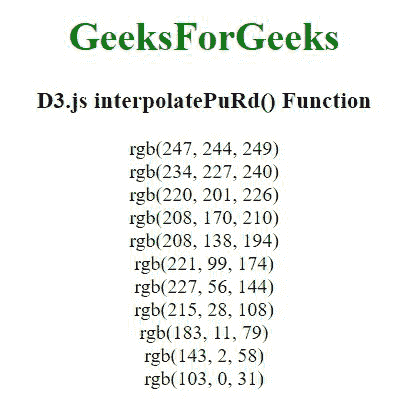 GeeksForGeeks
D3.js interpolatePuRd() Function
rgb(247, 244, 249)
rgb(234, 227, 240)
rgb(220, 201, 226)
rgb(208, 170, 210)
rgb(208, 138, 194)
rgb(221, 99, 174)
rgb(227, 56, 144)
rgb(215, 28, 108)
rgb(183, 11, 79)
rgb(143, 2, 58)
rgb(103, 0, 31)